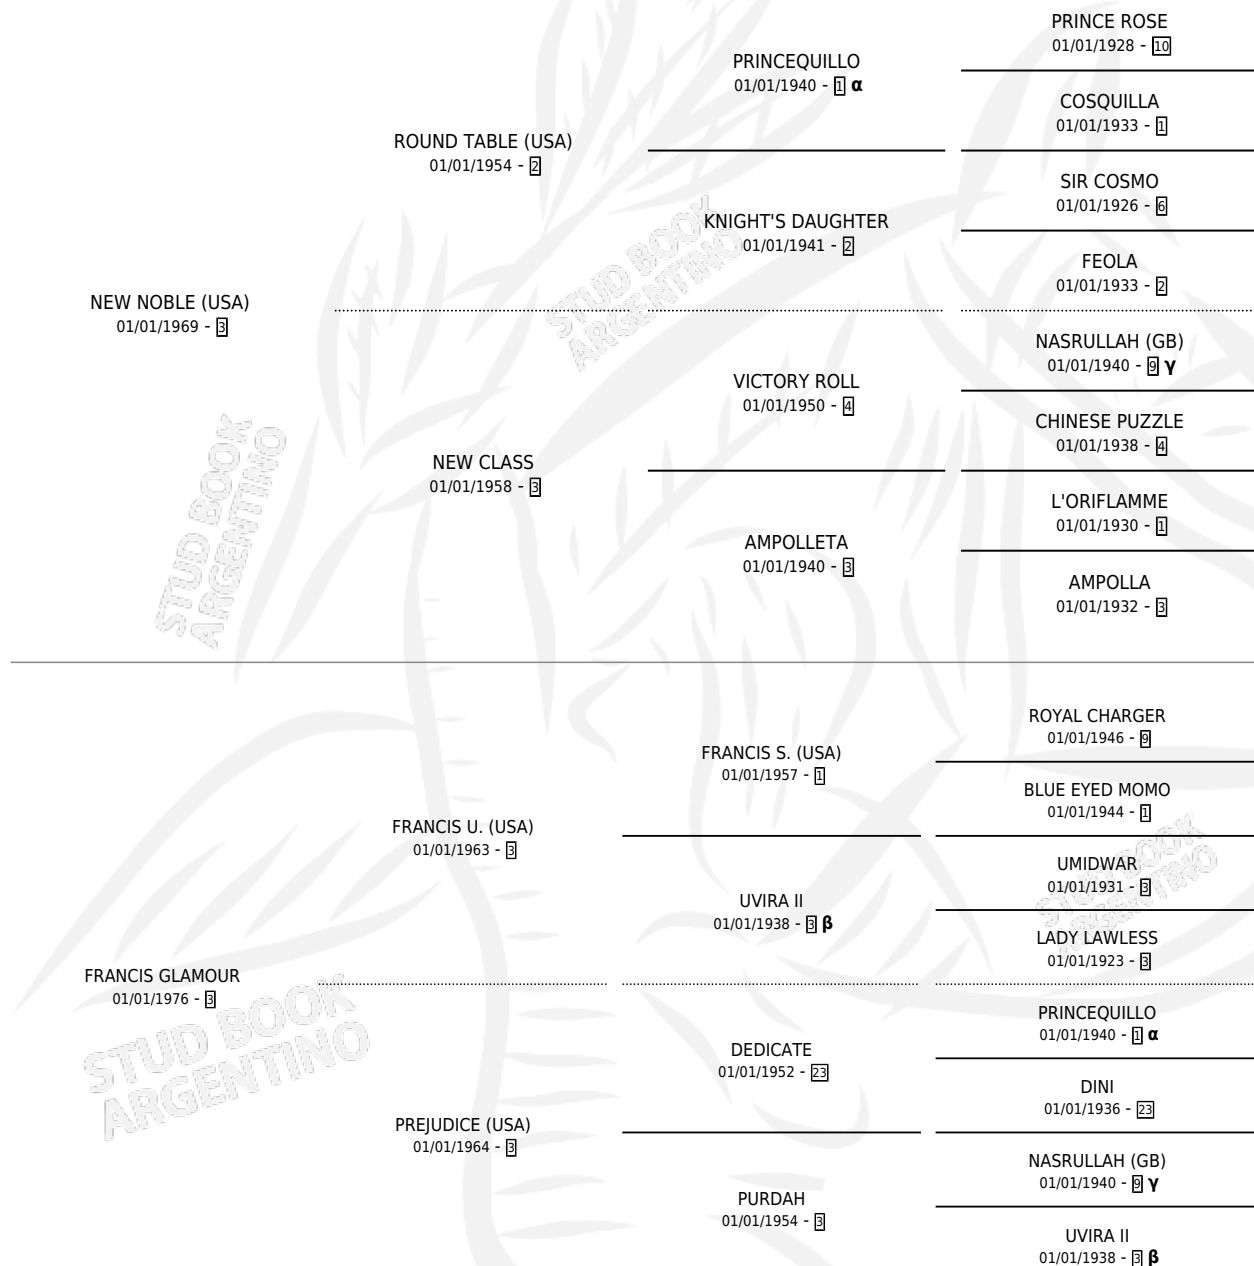 PRINCE ROSE
01/01/1928 - 10
PRINCEQUILLO
01/01/1940 - 1 α
COSQUILLA
01/01/1933 - 1
ROUND TABLE (USA)
01/01/1954 - 2
SIR COSMO
01/01/1926 - 6
KNIGHT'S DAUGHTER
01/01/1941 - 2
FEOLA
01/01/1933 - 2
STUD BOOK
ARGENTINO
NEW NOBLE (USA)
01/01/1969 - 3
NASRULLAH (GB)
01/01/1940 - 9 γ
VICTORY ROLL
01/01/1950 - 4
CHINESE PUZZLE
01/01/1938 - 4
NEW CLASS
01/01/1958 - 3
L'ORIFLAMME
01/01/1930 - 1
AMPOLLETA
01/01/1940 - 3
AMPOLLA
01/01/1932 - 3
STUD BOOK
ARGENTINO
ROYAL CHARGER
01/01/1946 - 9
FRANCIS S. (USA)
01/01/1957 - 1
BLUE EYED MOMO
01/01/1944 - 1
FRANCIS U. (USA)
01/01/1963 - 3
UMIDWAR
01/01/1931 - 3
UVIRA II
01/01/1938 - 3 β
LADY LAWLESS
01/01/1923 - 3
STUD BOOK
ARGENTINO
FRANCIS GLAMOUR
01/01/1976 - 3
PRINCEQUILLO
01/01/1940 - 1 α
DEDICATE
01/01/1952 - 23
DINI
01/01/1936 - 23
STUD BOOK
ARGENTINO
PREJUDICE (USA)
01/01/1964 - 3
NASRULLAH (GB)
01/01/1940 - 9 γ
PURDAH
01/01/1954 - 3
UVIRA II
01/01/1938 - 3 β